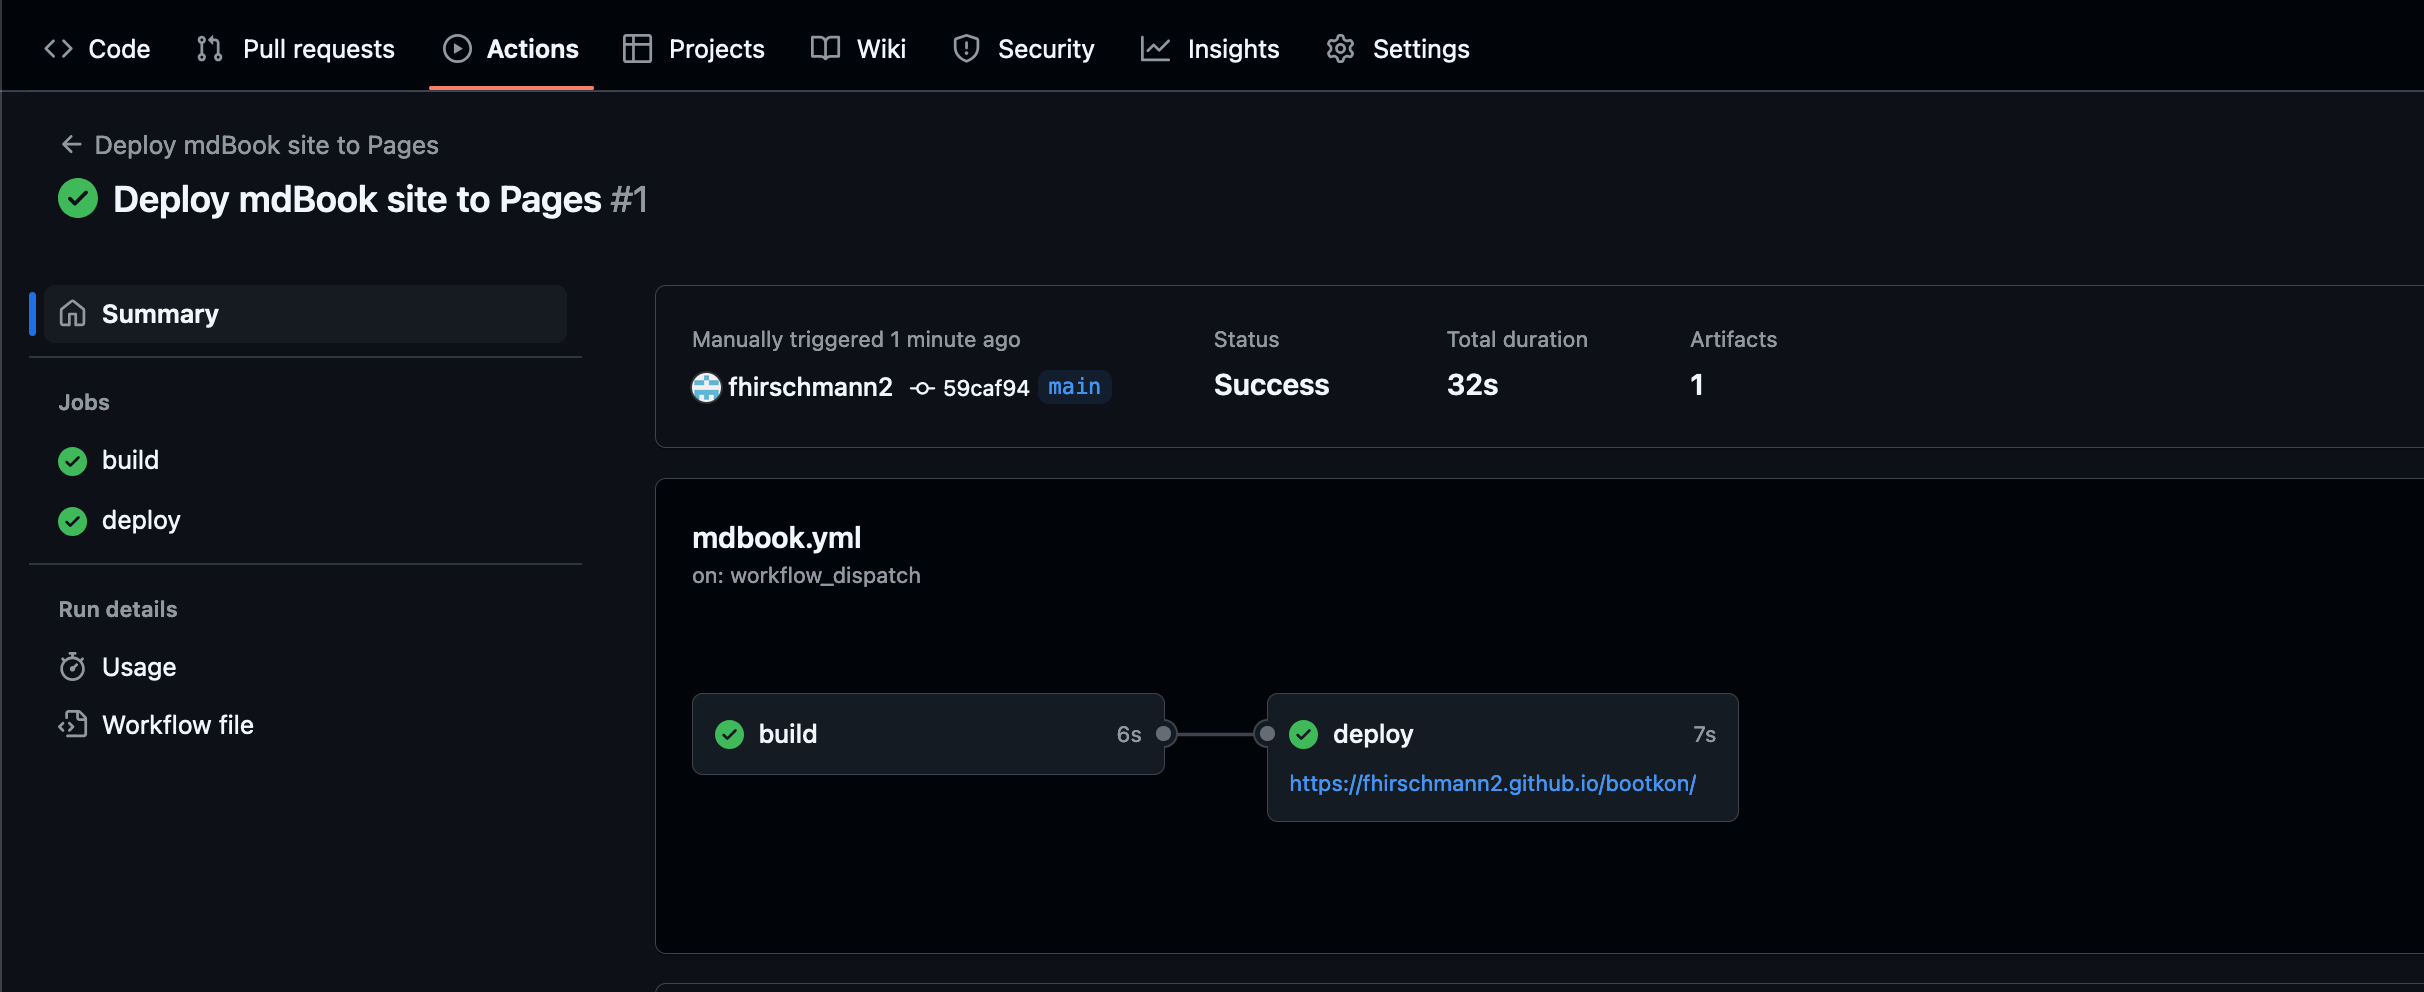 Code Pull requests Actions Projects Wiki Security Insights Settings
Deploy mdBook site to Pages
Deploy mdBook site to Pages #1
Summary
Jobs
build
deploy
Run details
Usage
Workflow file
Manually triggered 1 minute ago
fhirschmann2 59caf94 main
Status
Success
Total duration
32s
Artifacts
1
mdbook.yml
on: workflow_dispatch
build 6s
deploy 7s
https://fhirschmann2.github.io/bootkon/